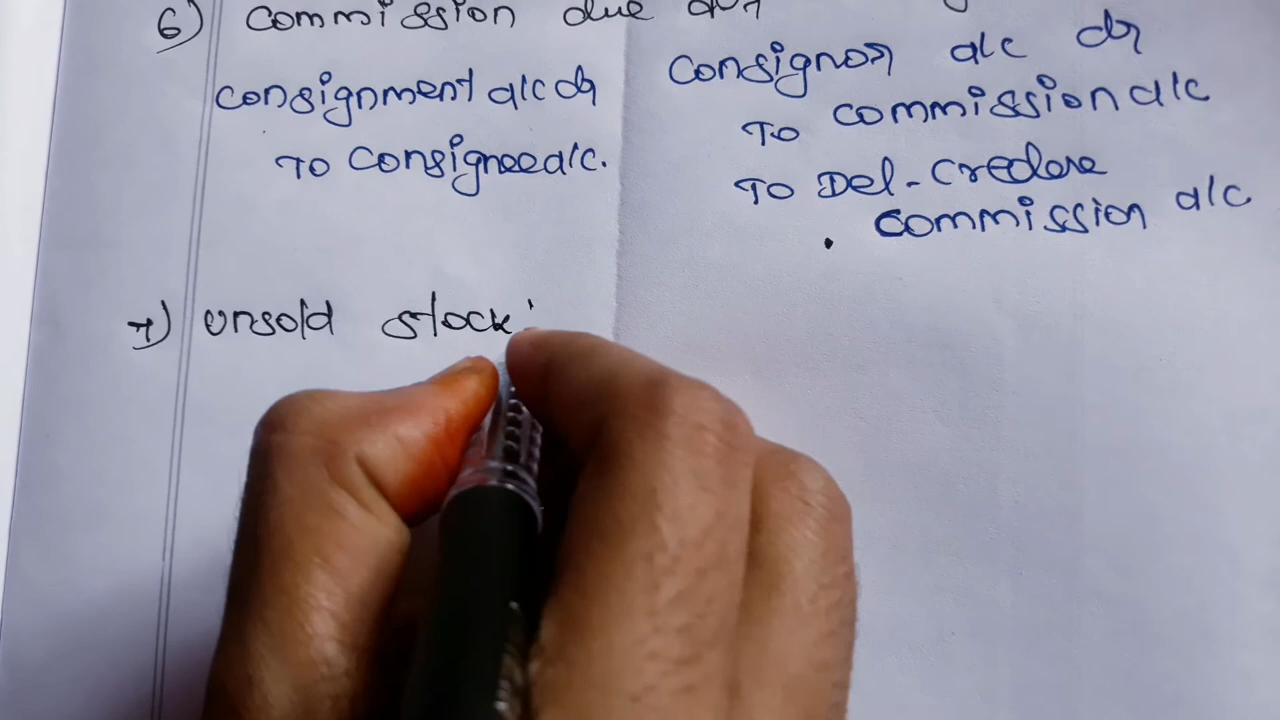 6) Commission due
consignment a/c dr
To consignee a/c.
Consignor a/c dr
To commission a/c
To Del-credere
commission a/c
7) unsold stock